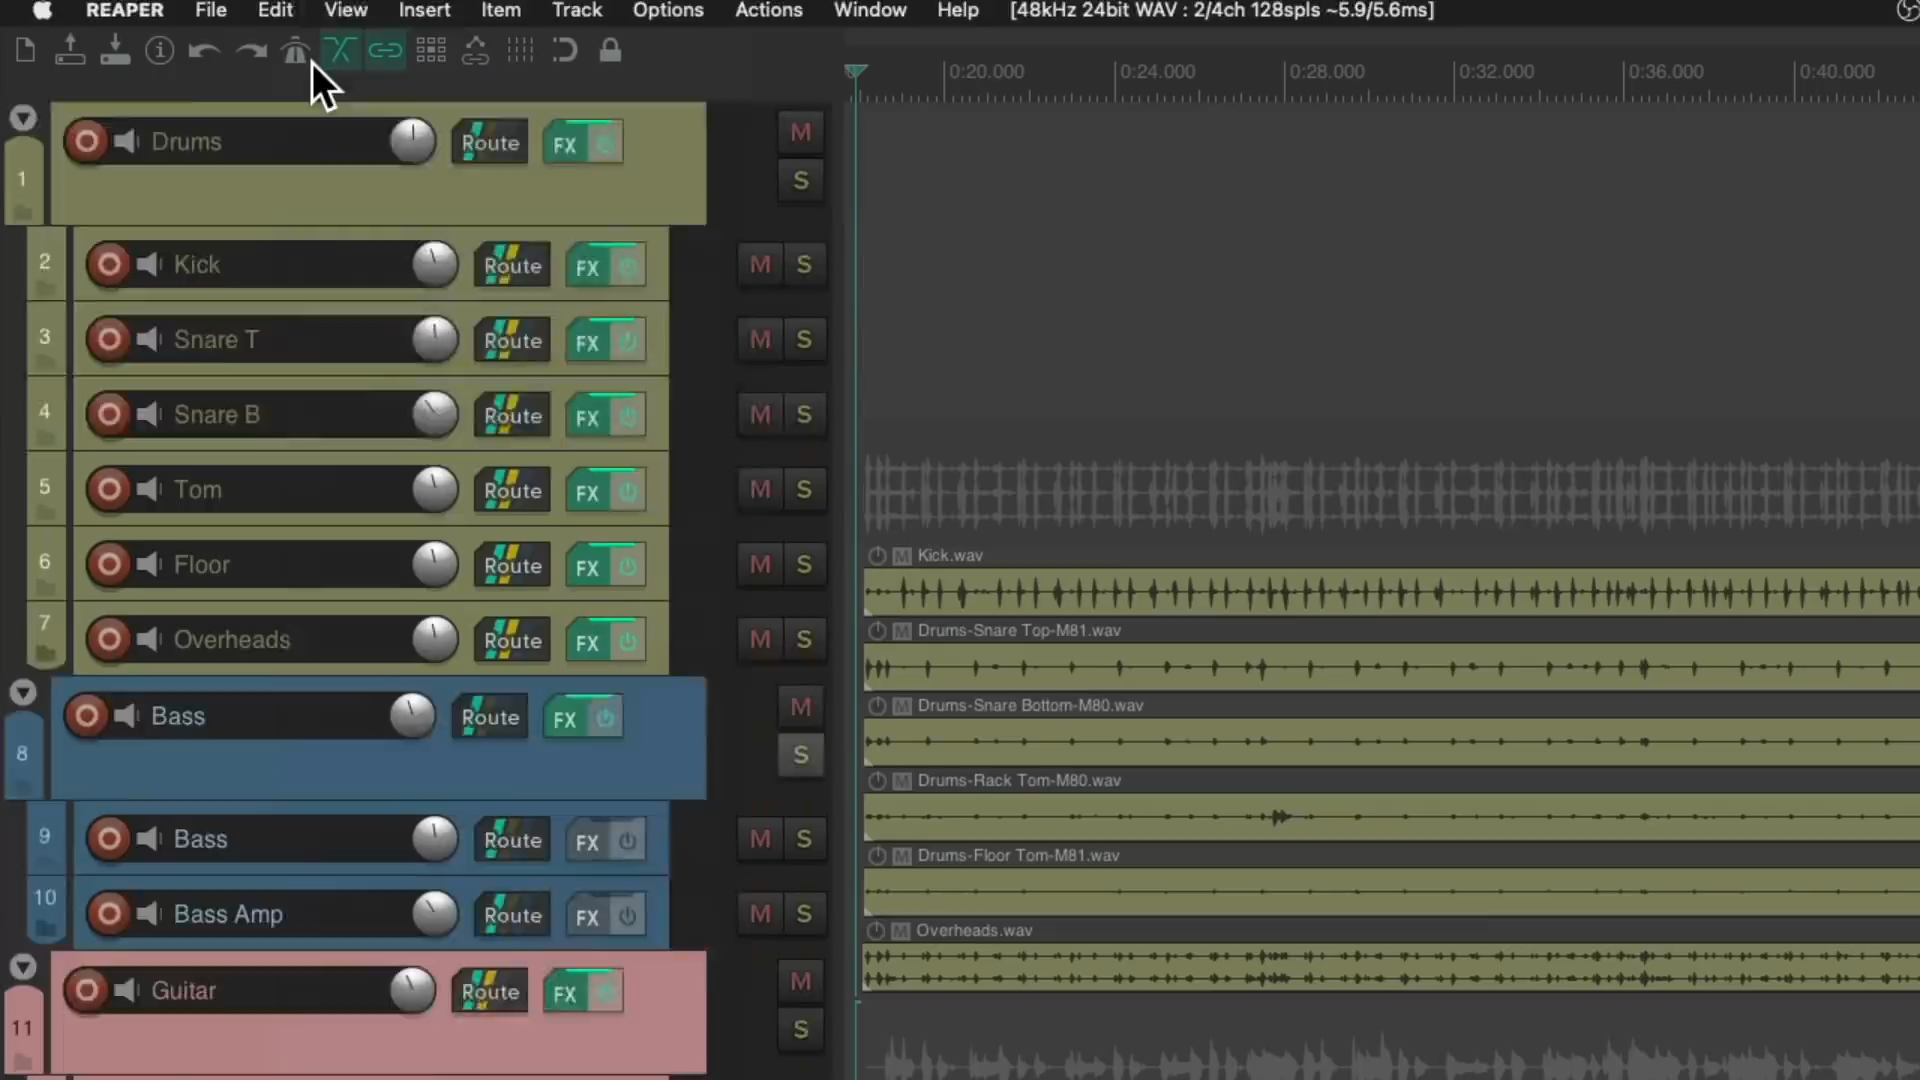 REAPER File Edit View Insert Item Track Options Actions Window Help [48kHz 24bit WAV : 2/4ch 128spls ~5.9/5.6ms]
0:20.000 0:24.000 0:28.000 0:32.000 0:36.000 0:40.000
1 Drums Route FX M
S
2 Kick Route FX M S
3 Snare T Route FX M S
4 Snare B Route FX M S
5 Tom Route FX M S
6 Floor Route FX M S
7 Overheads Route FX M S
8 Bass Route FX M
S
9 Bass Route FX M S
10 Bass Amp Route FX M S
11 Guitar Route FX M
S
M Kick.wav
M Drums-Snare Top-M81.wav
M Drums-Snare Bottom-M80.wav
M Drums-Rack Tom-M80.wav
M Drums-Floor Tom-M81.wav
M Overheads.wav